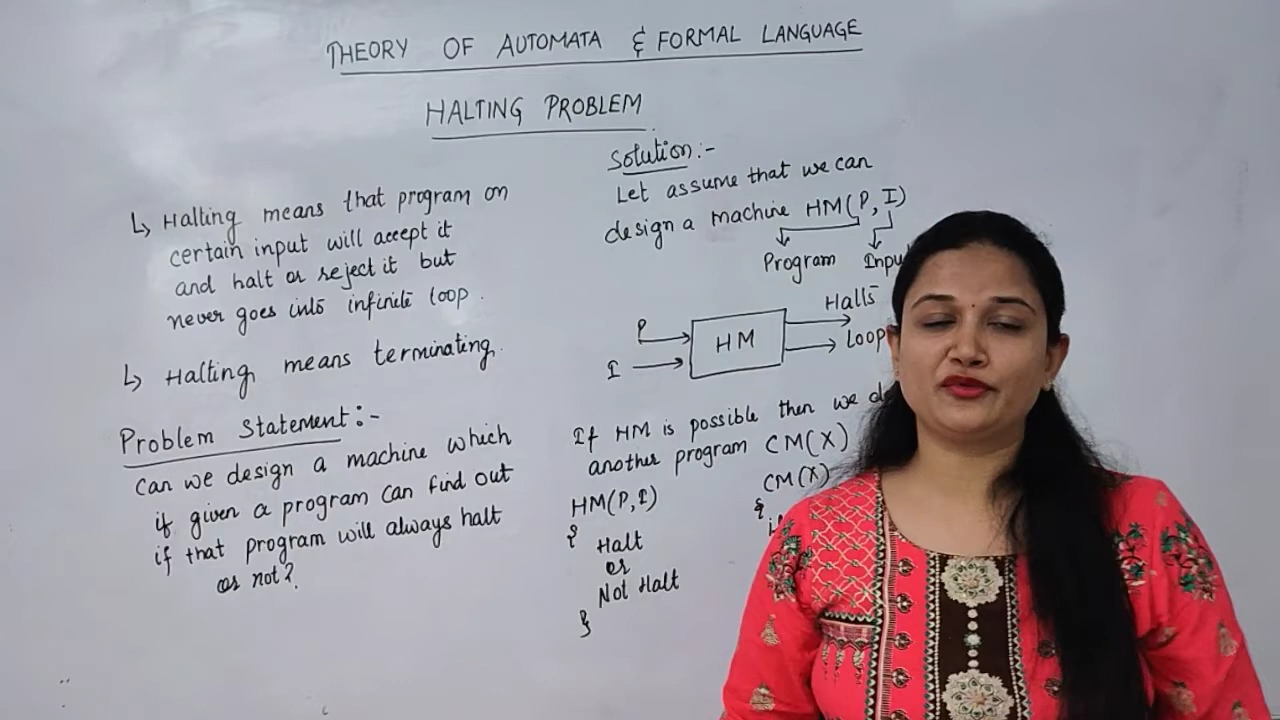 THEORY OF AUTOMATA & FORMAL LANGUAGE
HALTING PROBLEM
↳ Halting means that program on
certain input will accept it
and halt or reject it but
never goes into infinite loop.
↳ Halting means terminating.
Problem Statement:-
Can we design a machine which
if given a program can find out
if that program will always halt
or not?
Solution:-
Let assume that we can
design a machine HM(P, I)
Program
P
I
HM
Halts
loop
If HM is possible then we
another program CM(X)
HM(P, I)
{
Halt
or
Not Halt
}
CM(X)
{